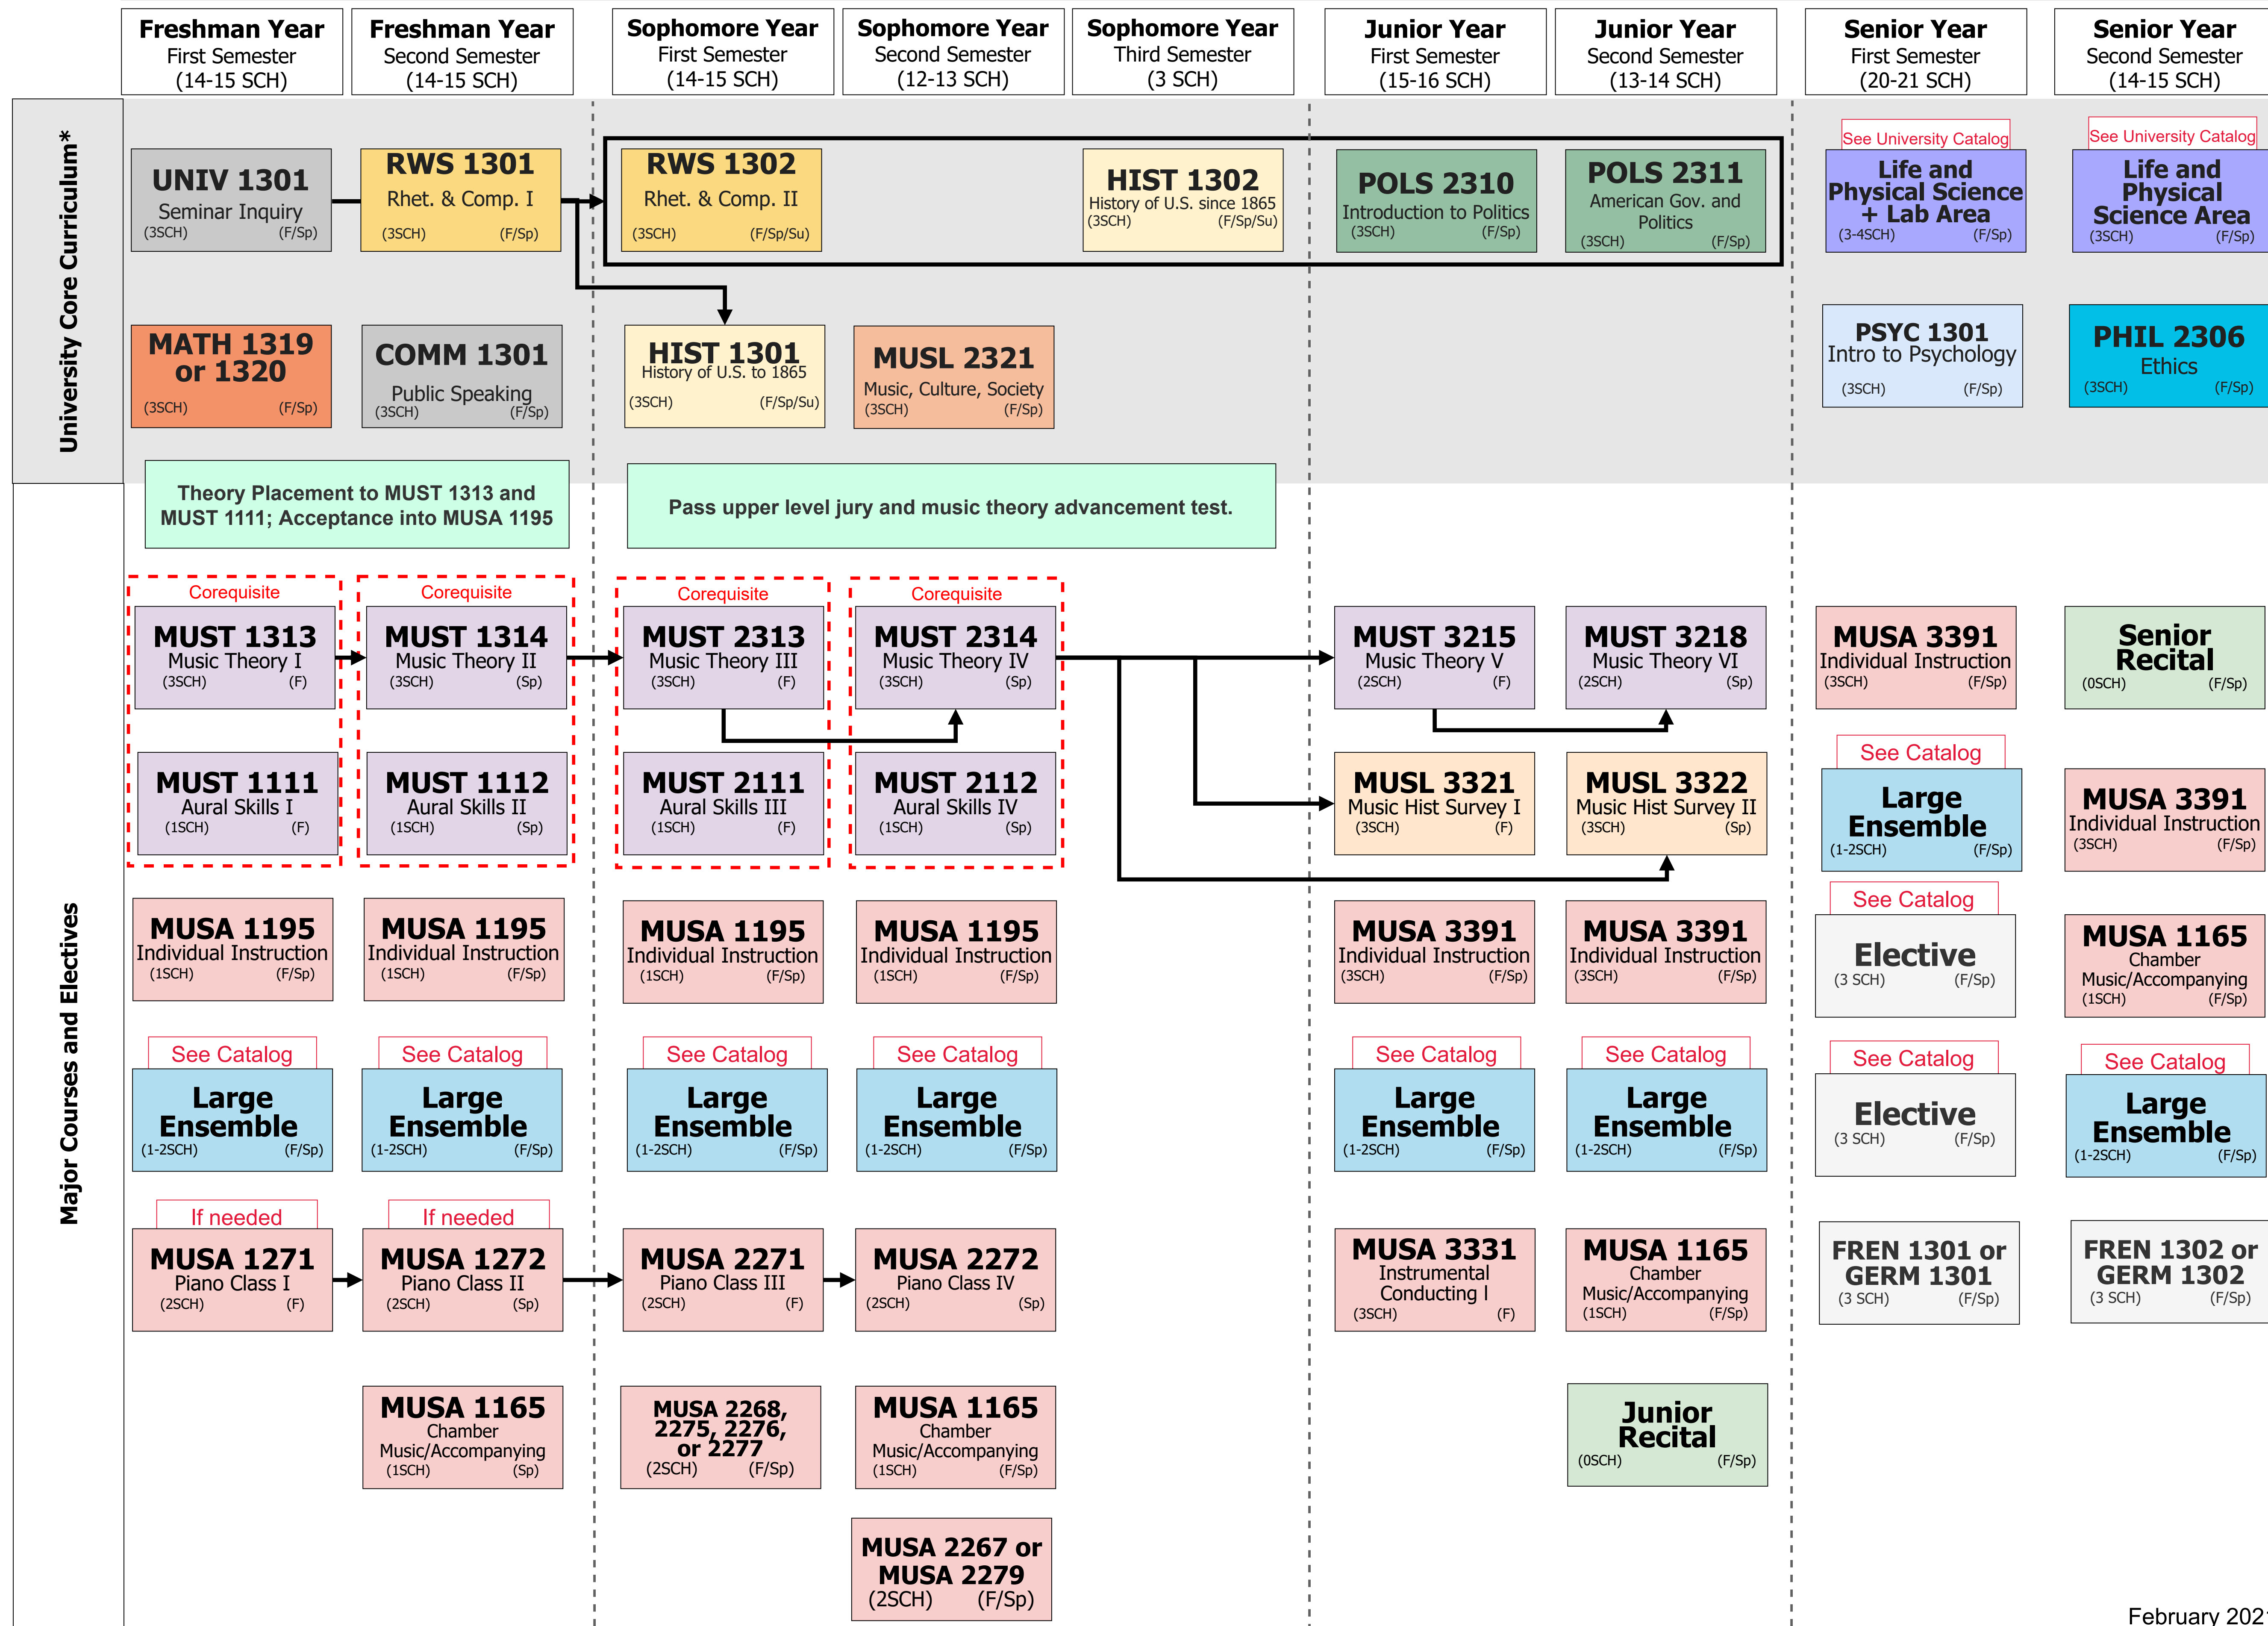 Freshman Year
First Semester
(14-15 SCH)
Freshman Year
Second Semester
(14-15 SCH)
Sophomore Year
First Semester
(14-15 SCH)
Sophomore Year
Second Semester
(12-13 SCH)
Sophomore Year
Third Semester
(3 SCH)
Junior Year
First Semester
(15-16 SCH)
Junior Year
Second Semester
(13-14 SCH)
Senior Year
First Semester
(20-21 SCH)
Senior Year
Second Semester
(14-15 SCH)
University Core Curriculum*
UNIV 1301
Seminar Inquiry
(3SCH) (F/Sp)
RWS 1301
Rhet. & Comp. I
(3SCH) (F/Sp)
RWS 1302
Rhet. & Comp. II
(3SCH) (F/Sp/Su)
HIST 1302
History of U.S. since 1865
(3SCH) (F/Sp/Su)
POLS 2310
Introduction to Politics
(3SCH) (F/Sp)
POLS 2311
American Gov. and
Politics
(3SCH) (F/Sp)
See University Catalog
Life and
Physical Science
+ Lab Area
(3-4SCH) (F/Sp)
See University Catalog
Life and
Physical
Science Area
(3SCH) (F/Sp)
MATH 1319
or 1320
(3SCH) (F/Sp)
COMM 1301
Public Speaking
(3SCH) (F/Sp)
HIST 1301
History of U.S. to 1865
(3SCH) (F/Sp/Su)
MUSL 2321
Music, Culture, Society
(3SCH) (F/Sp)
PSYC 1301
Intro to Psychology
(3SCH) (F/Sp)
PHIL 2306
Ethics
(3SCH) (F/Sp)
Theory Placement to MUST 1313 and
MUST 1111; Acceptance into MUSA 1195
Pass upper level jury and music theory advancement test.
Major Courses and Electives
Corequisite
MUST 1313
Music Theory I
(3SCH) (F)
Corequisite
MUST 1314
Music Theory II
(3SCH) (Sp)
Corequisite
MUST 2313
Music Theory III
(3SCH) (F)
Corequisite
MUST 2314
Music Theory IV
(3SCH) (Sp)
MUST 3215
Music Theory V
(2SCH) (F)
MUST 3218
Music Theory VI
(2SCH) (Sp)
MUSA 3391
Individual Instruction
(3SCH) (F/Sp)
Senior
Recital
(0SCH) (F/Sp)
MUST 1111
Aural Skills I
(1SCH) (F)
MUST 1112
Aural Skills II
(1SCH) (Sp)
MUST 2111
Aural Skills III
(1SCH) (F)
MUST 2112
Aural Skills IV
(1SCH) (Sp)
MUSL 3321
Music Hist Survey I
(3SCH) (F)
MUSL 3322
Music Hist Survey II
(3SCH) (Sp)
See Catalog
Large
Ensemble
(1-2SCH) (F/Sp)
MUSA 3391
Individual Instruction
(3SCH) (F/Sp)
MUSA 1195
Individual Instruction
(1SCH) (F/Sp)
MUSA 1195
Individual Instruction
(1SCH) (F/Sp)
MUSA 1195
Individual Instruction
(1SCH) (F/Sp)
MUSA 1195
Individual Instruction
(1SCH) (F/Sp)
MUSA 3391
Individual Instruction
(3SCH) (F/Sp)
MUSA 3391
Individual Instruction
(3SCH) (F/Sp)
See Catalog
Elective
(3 SCH) (F/Sp)
MUSA 1165
Chamber
Music/Accompanying
(1SCH) (F/Sp)
See Catalog
Large
Ensemble
(1-2SCH) (F/Sp)
See Catalog
Large
Ensemble
(1-2SCH) (F/Sp)
See Catalog
Large
Ensemble
(1-2SCH) (F/Sp)
See Catalog
Large
Ensemble
(1-2SCH) (F/Sp)
See Catalog
Large
Ensemble
(1-2SCH) (F/Sp)
See Catalog
Large
Ensemble
(1-2SCH) (F/Sp)
See Catalog
Elective
(3 SCH) (F/Sp)
See Catalog
Large
Ensemble
(1-2SCH) (F/Sp)
If needed
MUSA 1271
Piano Class I
(2SCH) (F)
If needed
MUSA 1272
Piano Class II
(2SCH) (Sp)
MUSA 2271
Piano Class III
(2SCH) (F)
MUSA 2272
Piano Class IV
(2SCH) (Sp)
MUSA 3331
Instrumental
Conducting I
(3SCH) (F)
MUSA 1165
Chamber
Music/Accompanying
(1SCH) (F/Sp)
FREN 1301 or
GERM 1301
(3 SCH) (F/Sp)
FREN 1302 or
GERM 1302
(3 SCH) (F/Sp)
MUSA 1165
Chamber
Music/Accompanying
(1SCH) (Sp)
MUSA 2268,
2275, 2276,
or 2277
(2SCH) (F/Sp)
MUSA 1165
Chamber
Music/Accompanying
(1SCH) (F/Sp)
Junior
Recital
(0SCH) (F/Sp)
MUSA 2267 or
MUSA 2279
(2SCH) (F/Sp)
February